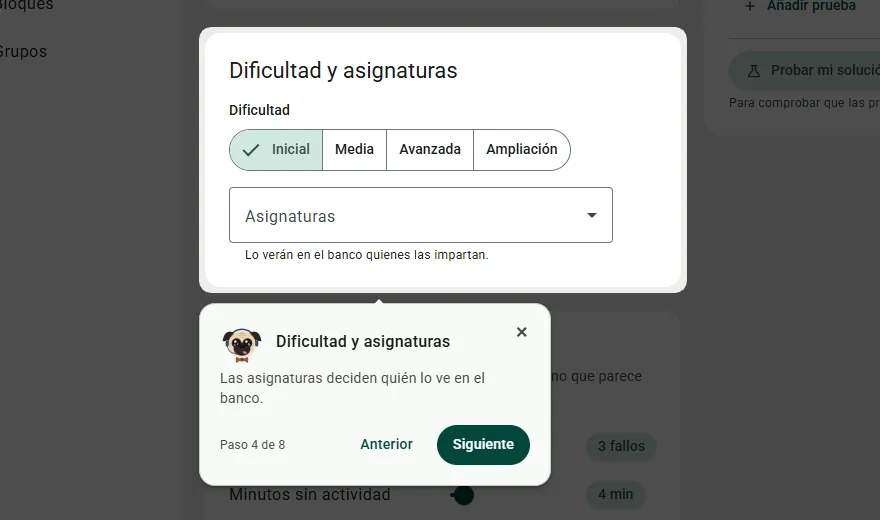 Bloques
Grupos
Añadir prueba
Probar mi solució
Para comprobar que las pr
Dificultad y asignaturas
Dificultad
Inicial
Media
Avanzada
Ampliación
Asignaturas
Lo verán en el banco quienes las impartan.
Dificultad y asignaturas
Las asignaturas deciden quién lo ve en el
banco.
Paso 4 de 8
Anterior
Siguiente
no que parece
3 fallos
Minutos sin actividad
4 min